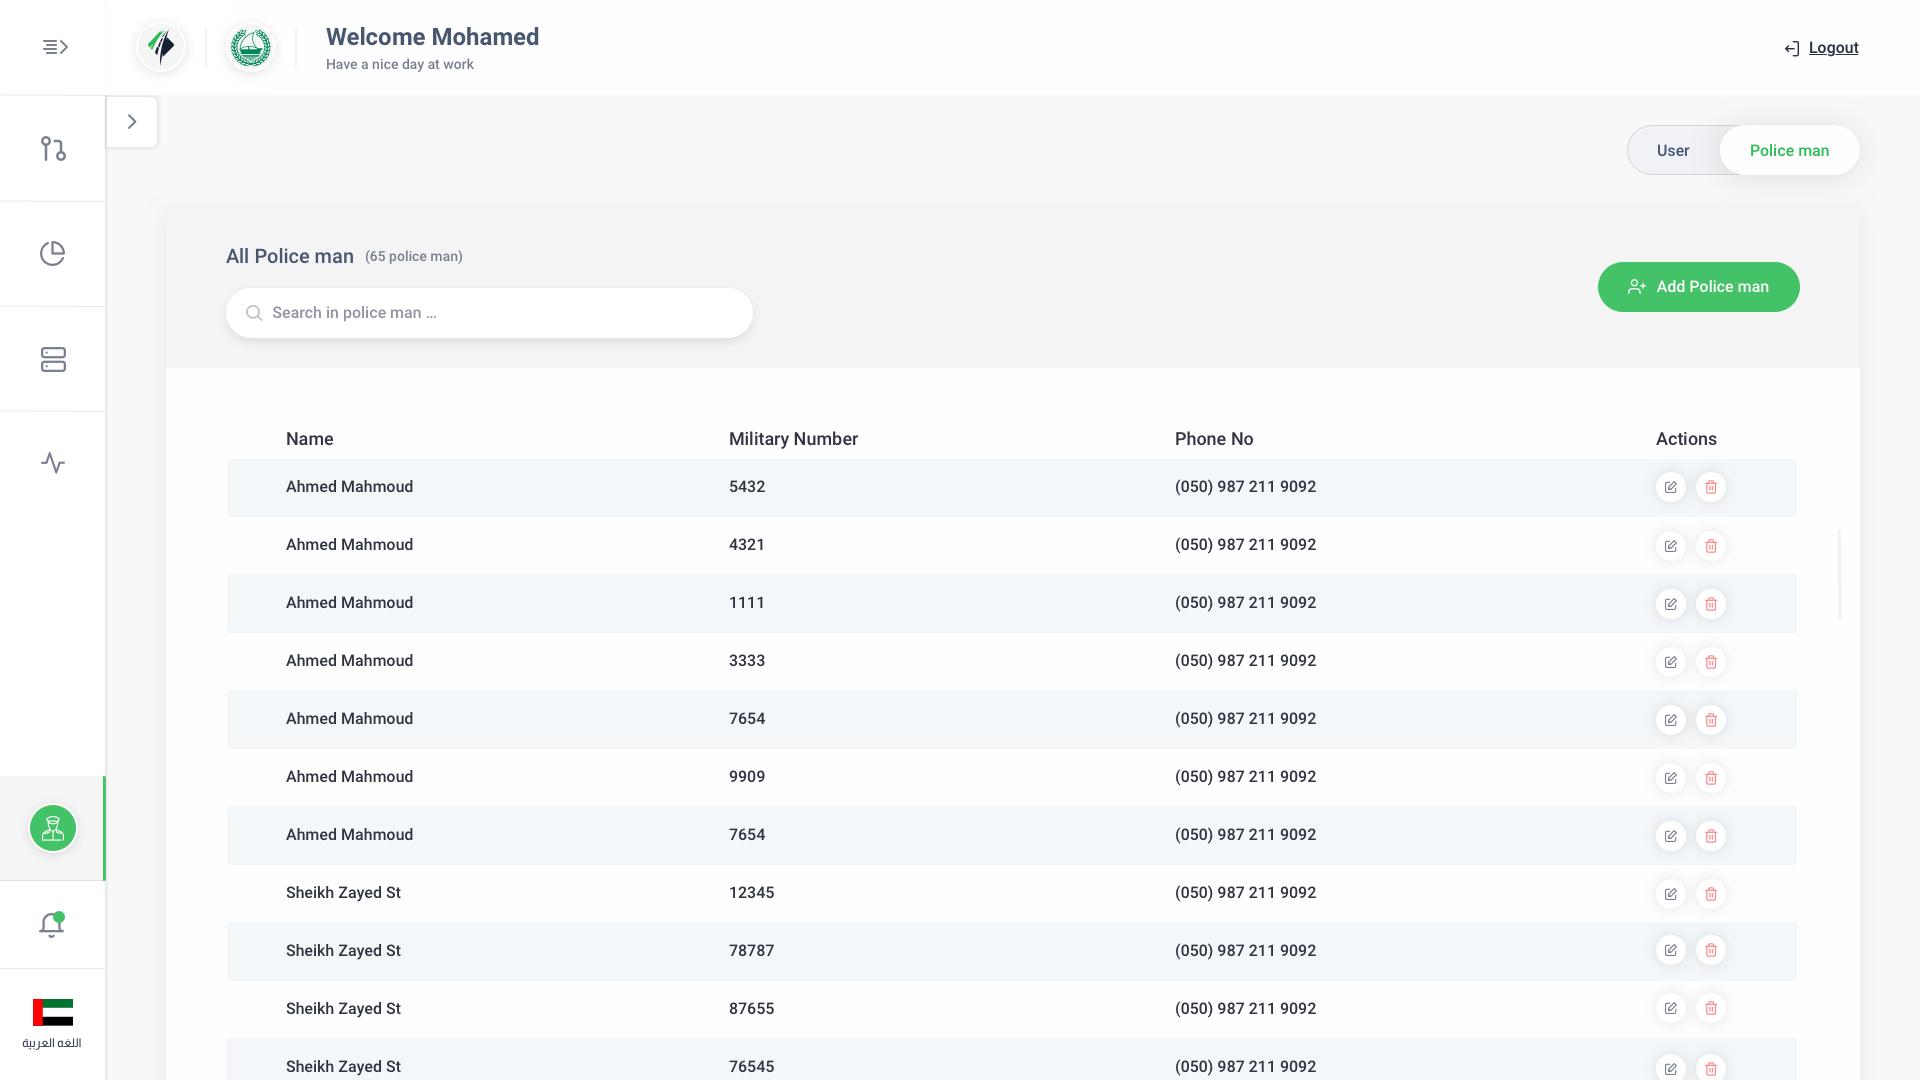 Welcome Mohamed
Have a nice day at work
Logout
User
Police man
All Police man (65 police man)
Search in police man ...
Add Police man
Name Military Number Phone No Actions
Ahmed Mahmoud 5432 (050) 987 211 9092
Ahmed Mahmoud 4321 (050) 987 211 9092
Ahmed Mahmoud 1111 (050) 987 211 9092
Ahmed Mahmoud 3333 (050) 987 211 9092
Ahmed Mahmoud 7654 (050) 987 211 9092
Ahmed Mahmoud 9909 (050) 987 211 9092
Ahmed Mahmoud 7654 (050) 987 211 9092
Sheikh Zayed St 12345 (050) 987 211 9092
Sheikh Zayed St 78787 (050) 987 211 9092
Sheikh Zayed St 87655 (050) 987 211 9092
Sheikh Zayed St 76545 (050) 987 211 9092
اللغه العربية